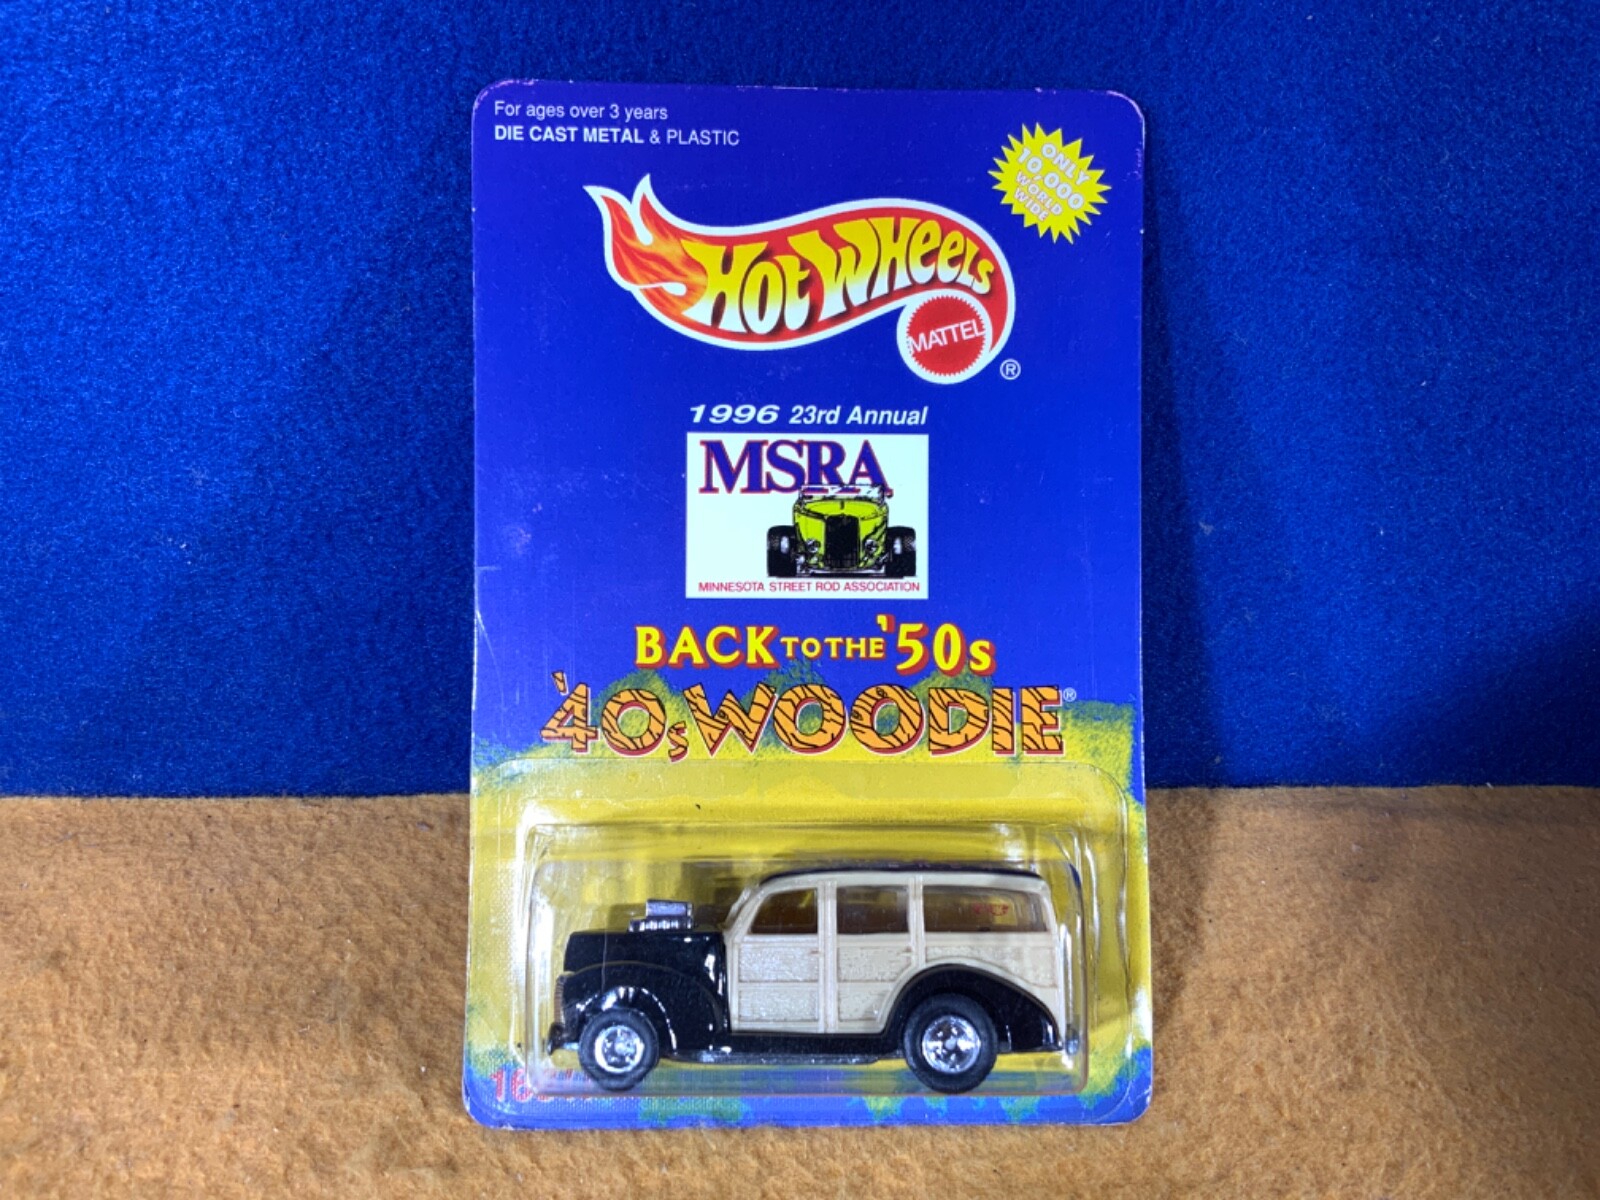 For ages over 3 years
DIE CAST METAL & PLASTIC
ONLY
10,000
WORLD
WIDE
HOT WHEELS
MATTEL
®
1996 23rd Annual
MSRA
MINNESOTA STREET ROD ASSOCIATION
BACK TO THE '50s
'40s WOODIE®